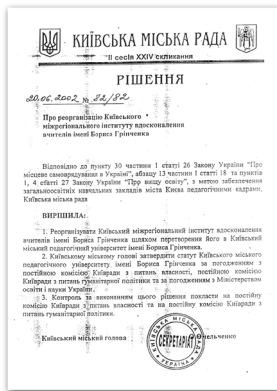 КИЇВСЬКА МІСЬКА РАДА
II сесія XXIV скликання
РІШЕННЯ
20.06.2002 № 82/82
Про реорганізацію Київського
міжрегіонального інституту вдосконалення
вчителів імені Бориса Грінченка
Відповідно до пункту 30 частини 1 статті 26 Закону України "Про
місцеве самоврядування в Україні", абзацу 13 частини 1 статті 18 та пунктів
1, 4 статті 27 Закону України "Про вищу освіту", з метою забезпечення
загальноосвітніх навчальних закладів міста Києва педагогічними кадрами,
Київська міська рада
ВИРІШИЛА:
1. Реорганізувати Київський міжрегіональний інститут вдосконалення
вчителів імені Бориса Грінченка шляхом перетворення його в Київський
міський педагогічний університет імені Бориса Грінченка.
2. Київському міському голові затвердити статут Київського міського
педагогічного університету імені Бориса Грінченка за погодженням з
постійною комісією Київради з питань власності, постійною комісією
Київради з питань гуманітарної політики та за погодженням з Міністерством
освіти і науки України.
3. Контроль за виконанням цього рішення покласти на постійну
комісію Київради з питань власності та на постійну комісію Київради з
питань гуманітарної політики.
Київський міський голова О.Омельченко
СЕКРЕТАРІАТ
УКРАЇНА